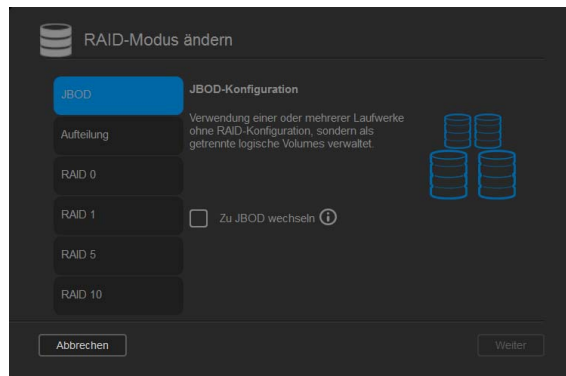 RAID-Modus ändern
JBOD
Aufteilung
RAID 0
RAID 1
RAID 5
RAID 10
JBOD-Konfiguration
Verwendung einer oder mehrerer Laufwerke
ohne RAID-Konfiguration, sondern als
getrennte logische Volumes verwaltet.
Zu JBOD wechseln
Abbrechen
Weiter